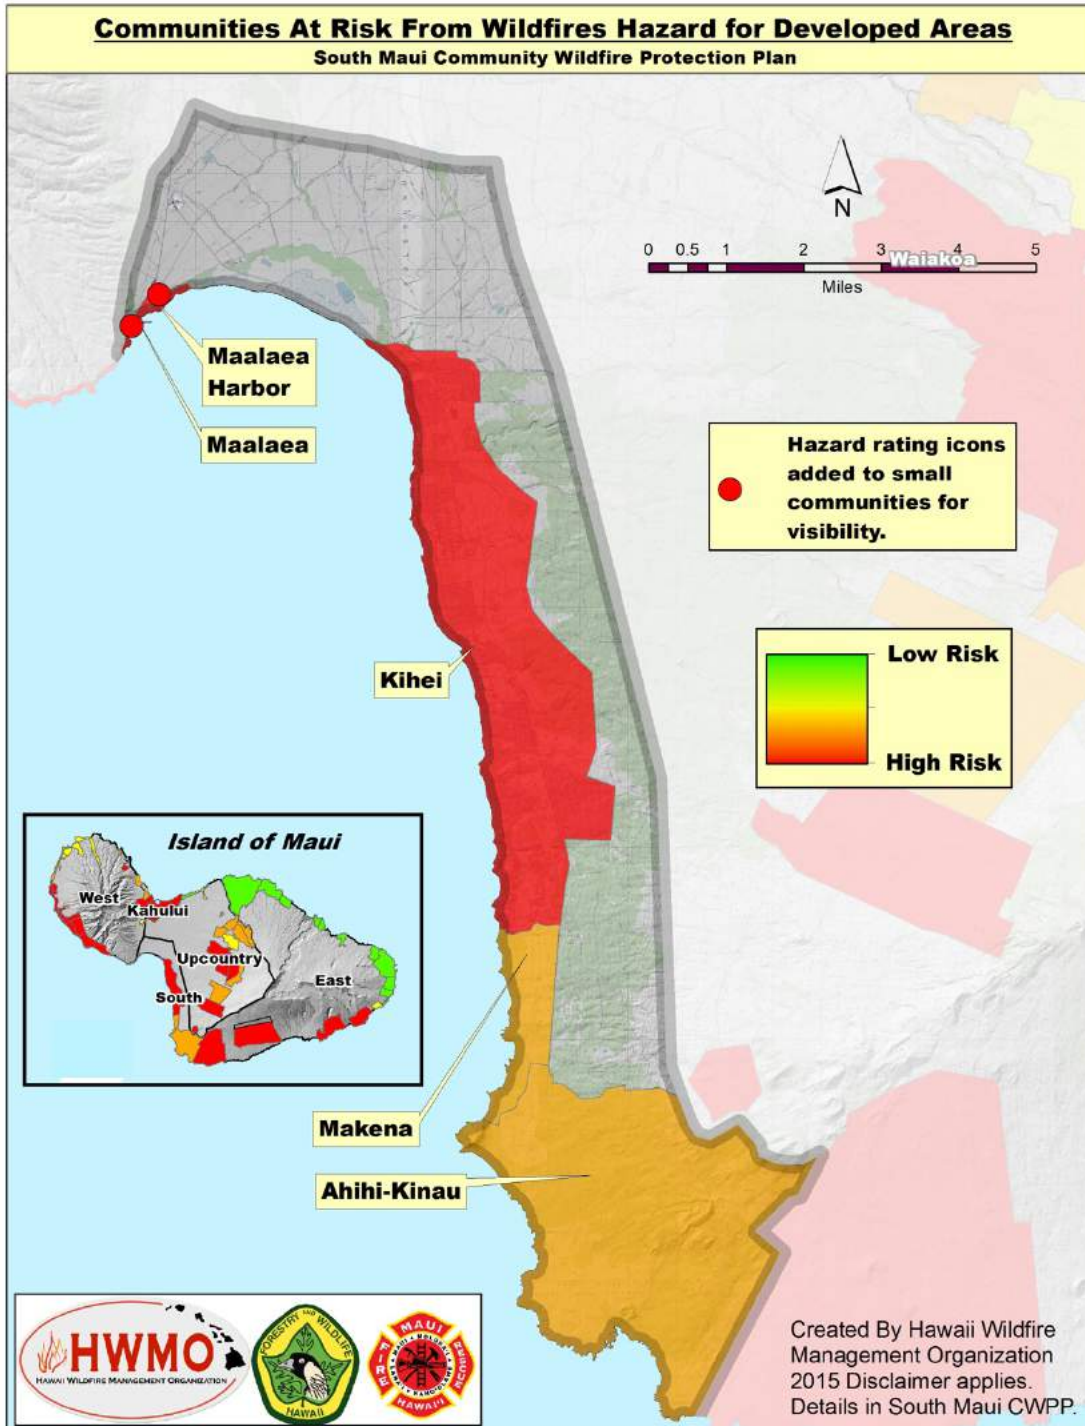 Communities At Risk From Wildfires Hazard for Developed Areas
South Maui Community Wildfire Protection Plan
N
0 0.5 1 2 3 4 5
Waiakoa
Miles
Maalaea
Harbor
Maalaea
Hazard rating icons
added to small
communities for
visibility.
Kihei
Low Risk
High Risk
Island of Maui
West
Kahului
Upcountry
East
South
Makena
Ahihi-Kinau
HWMO
HAWAII WILDFIRE MANAGEMENT ORGANIZATION
FORESTRY AND WILDLIFE
HAWAII
MAUI
FIRE
RESCUE
HAWAI'I
Created By Hawaii Wildfire
Management Organization
2015 Disclaimer applies.
Details in South Maui CWPP.